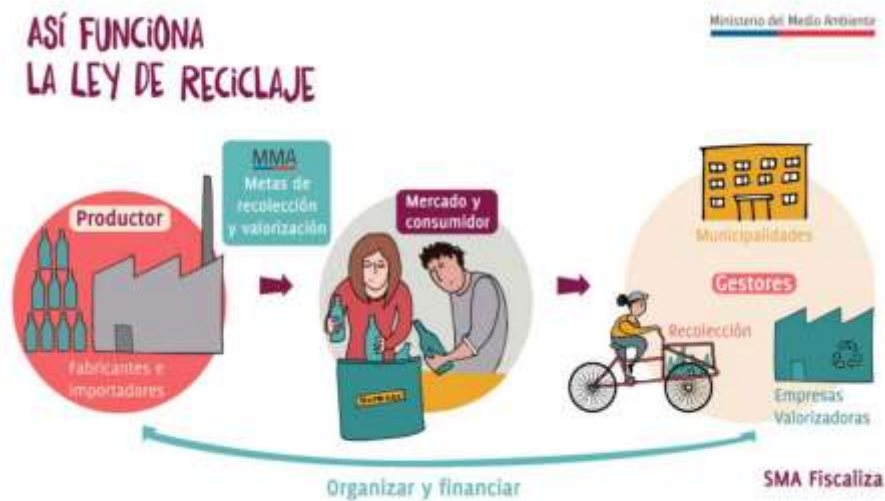 ASÍ FUNCIONA
LA LEY DE RECICLAJE
Ministerio del Medio Ambiente
MMA
Metas de
recolección
y valorización
Productor
Fabricantes e
importadores
Mercado y
consumidor
Municipalidades
Gestores
Recolección
Empresas
Valorizadoras
Organizar y financiar
SMA Fiscaliza